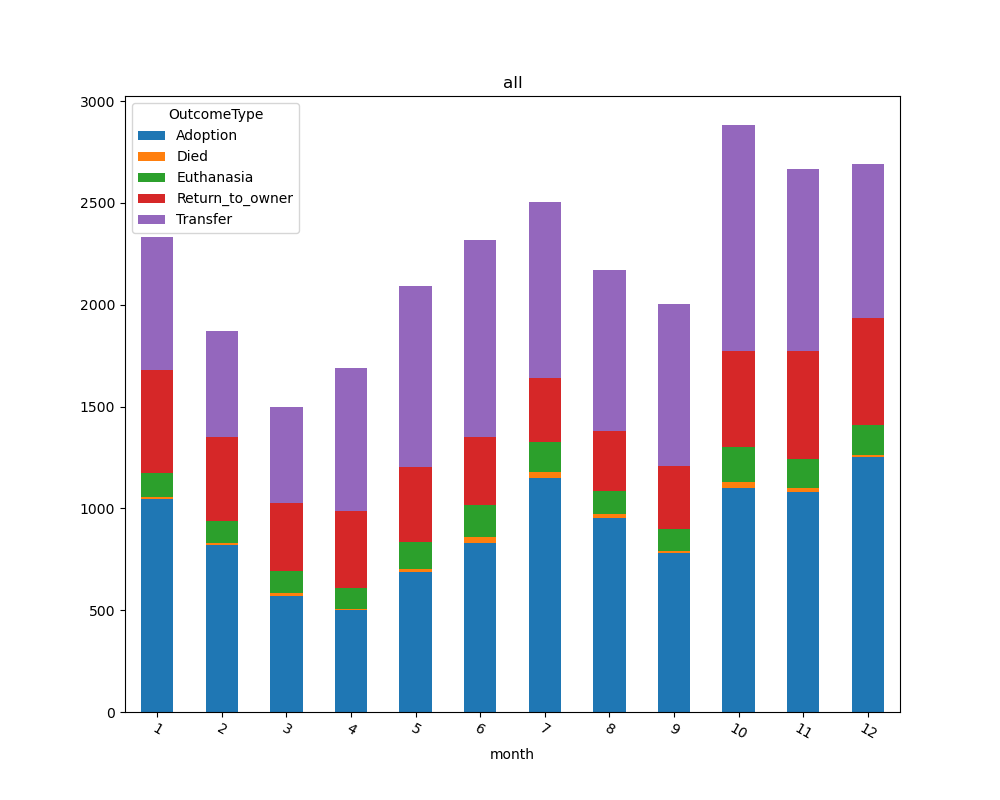 all
3000
2500
2000
1500
1000
500
0
OutcomeType
Adoption
Died
Euthanasia
Return_to_owner
Transfer
1 2 3 4 5 6 7 8 9 10 11 12
month